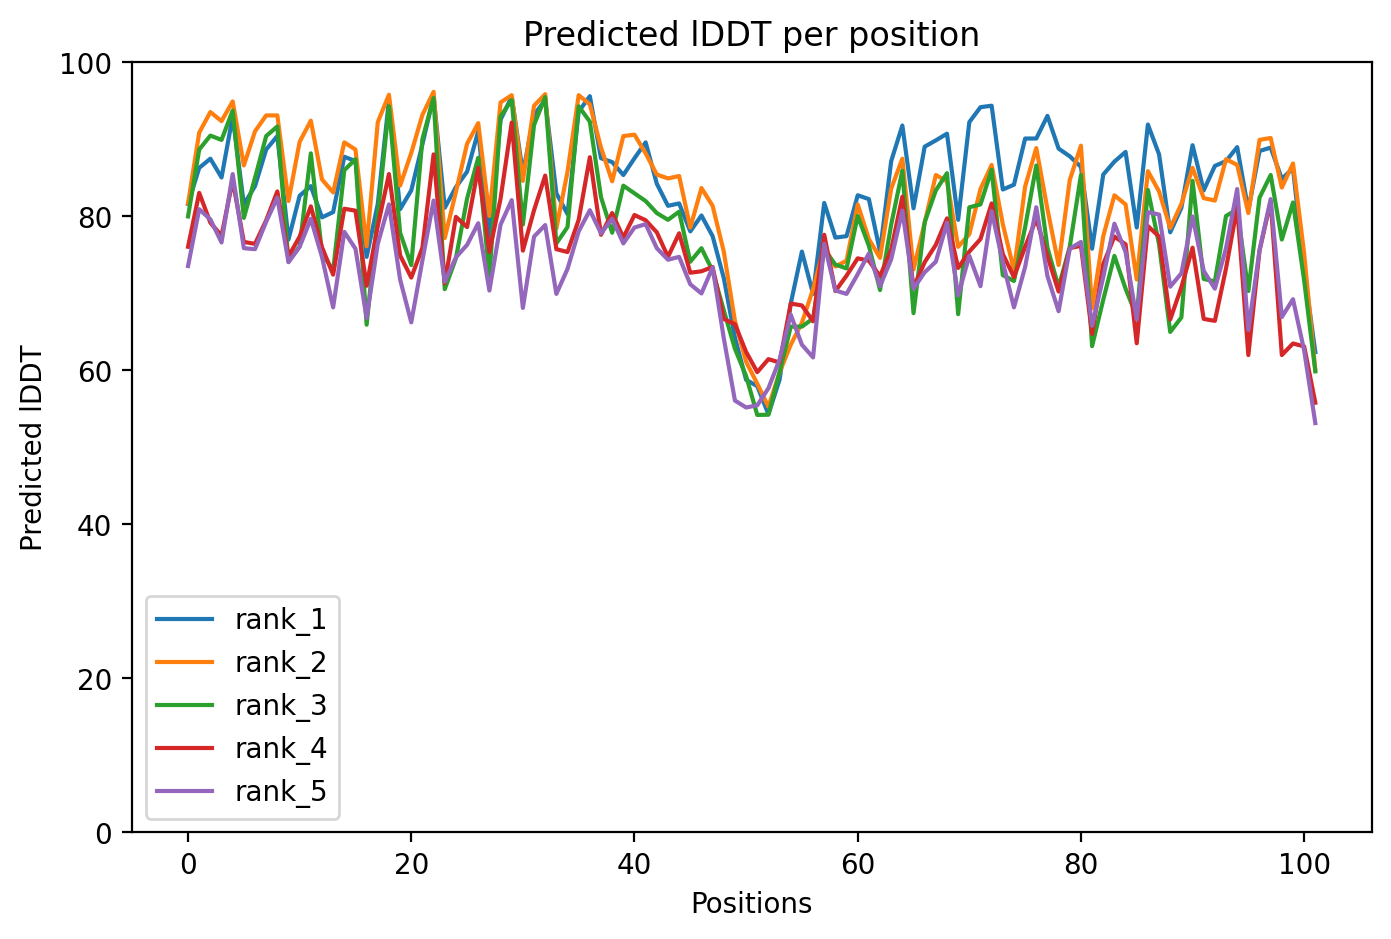 Predicted lDDT per position
100
80
60
40
20
0
Predicted lDDT
rank_1
rank_2
rank_3
rank_4
rank_5
0 20 40 60 80 100
Positions